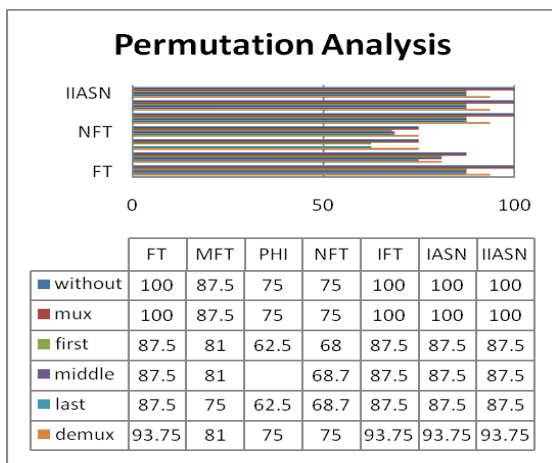 Permutation Analysis
IIASN
NFT
FT
0 50 100
FT MFT PHI NFT IFT IASN IIASN
without 100 87.5 75 75 100 100 100
mux 100 87.5 75 75 100 100 100
first 87.5 81 62.5 68 87.5 87.5 87.5
middle 87.5 81 68.7 87.5 87.5 87.5
last 87.5 75 62.5 68.7 87.5 87.5 87.5
demux 93.75 81 75 75 93.75 93.75 93.75